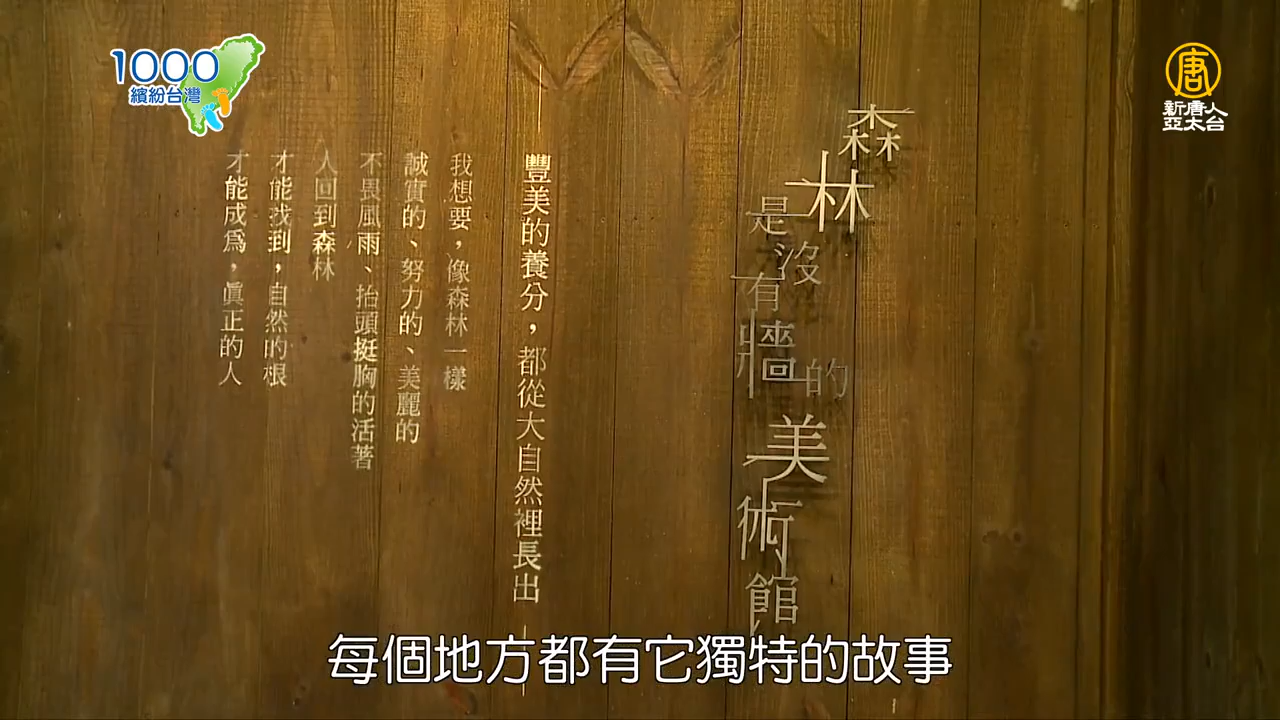 1000
繽紛台灣
唐
新唐人
亞太台
森林是沒有牆的美術館
豐美的養分，都從大自然裡長出
我想要，像森林一樣
誠實的、努力的、美麗的
不畏風雨、抬頭挺胸的活著
人回到森林
才能找到，自然的根
才能成為，真正的人
每個地方都有它獨特的故事